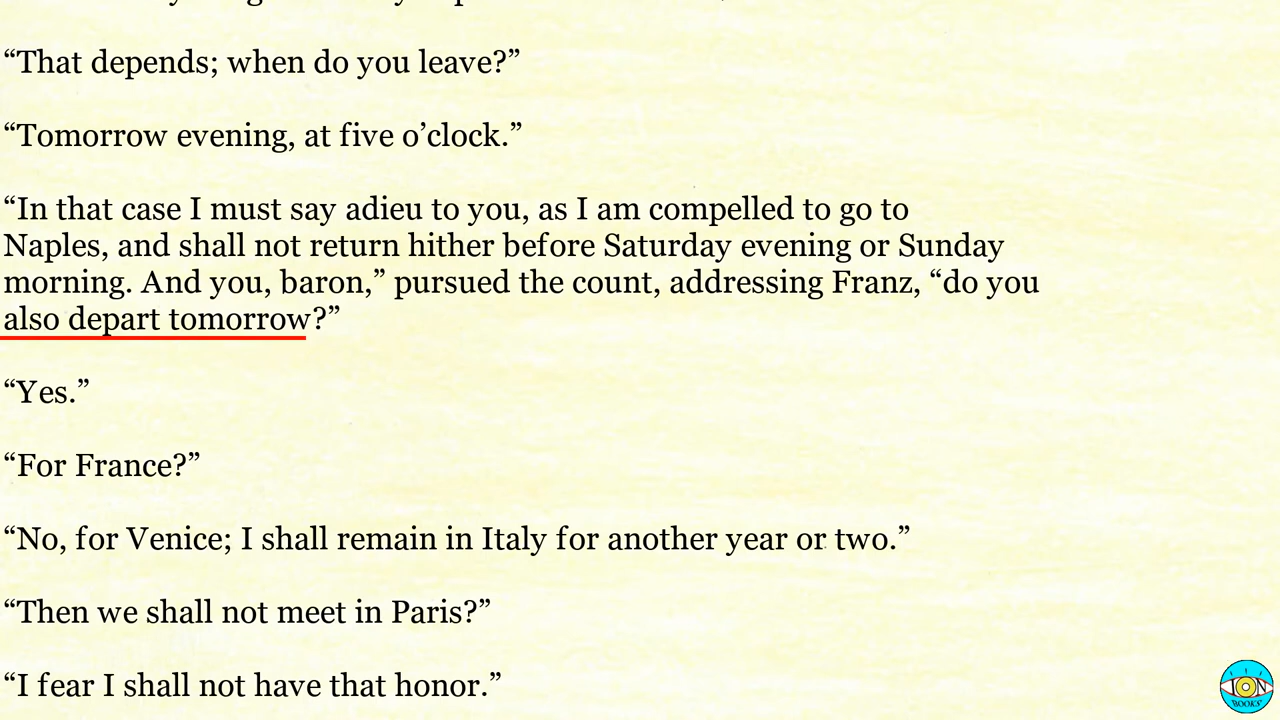 “That depends; when do you leave?”
“Tomorrow evening, at five o’clock.”
“In that case I must say adieu to you, as I am compelled to go to
Naples, and shall not return hither before Saturday evening or Sunday
morning. And you, baron,” pursued the count, addressing Franz, “do you
also depart tomorrow?”
“Yes.”
“For France?”
“No, for Venice; I shall remain in Italy for another year or two.”
“Then we shall not meet in Paris?”
“I fear I shall not have that honor.”
ION
BOOKS